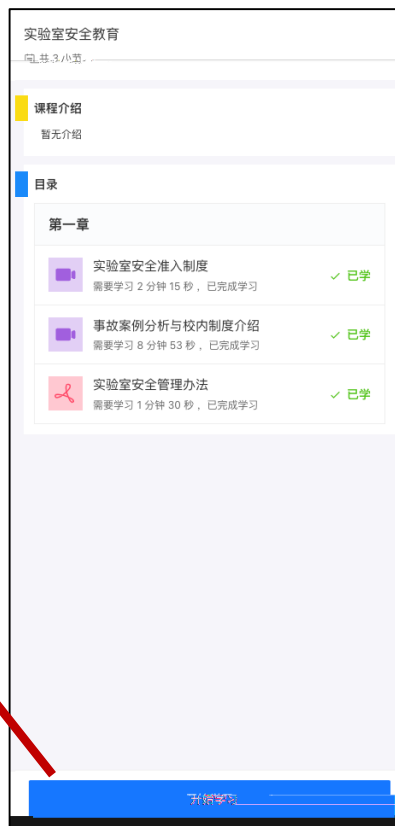 实验室安全教育
共 3 小节
课程介绍
暂无介绍
目录
第一章
实验室安全准入制度
需要学习 2 分钟 15 秒 ，已完成学习
已学
事故案例分析与校内制度介绍
需要学习 8 分钟 53 秒 ，已完成学习
已学
实验室安全管理办法
需要学习 1 分钟 30 秒 ，已完成学习
已学
开始学习